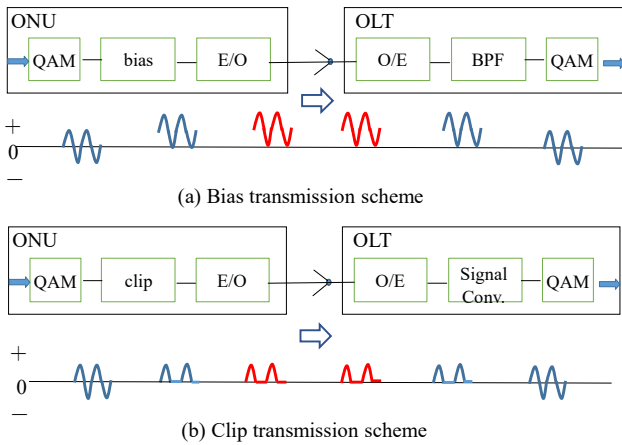 ONU
OLT
QAM
bias
E/O
O/E
BPF
QAM
+
0
−
(a) Bias transmission scheme
ONU
OLT
QAM
clip
E/O
O/E
Signal
Conv.
QAM
+
0
−
(b) Clip transmission scheme